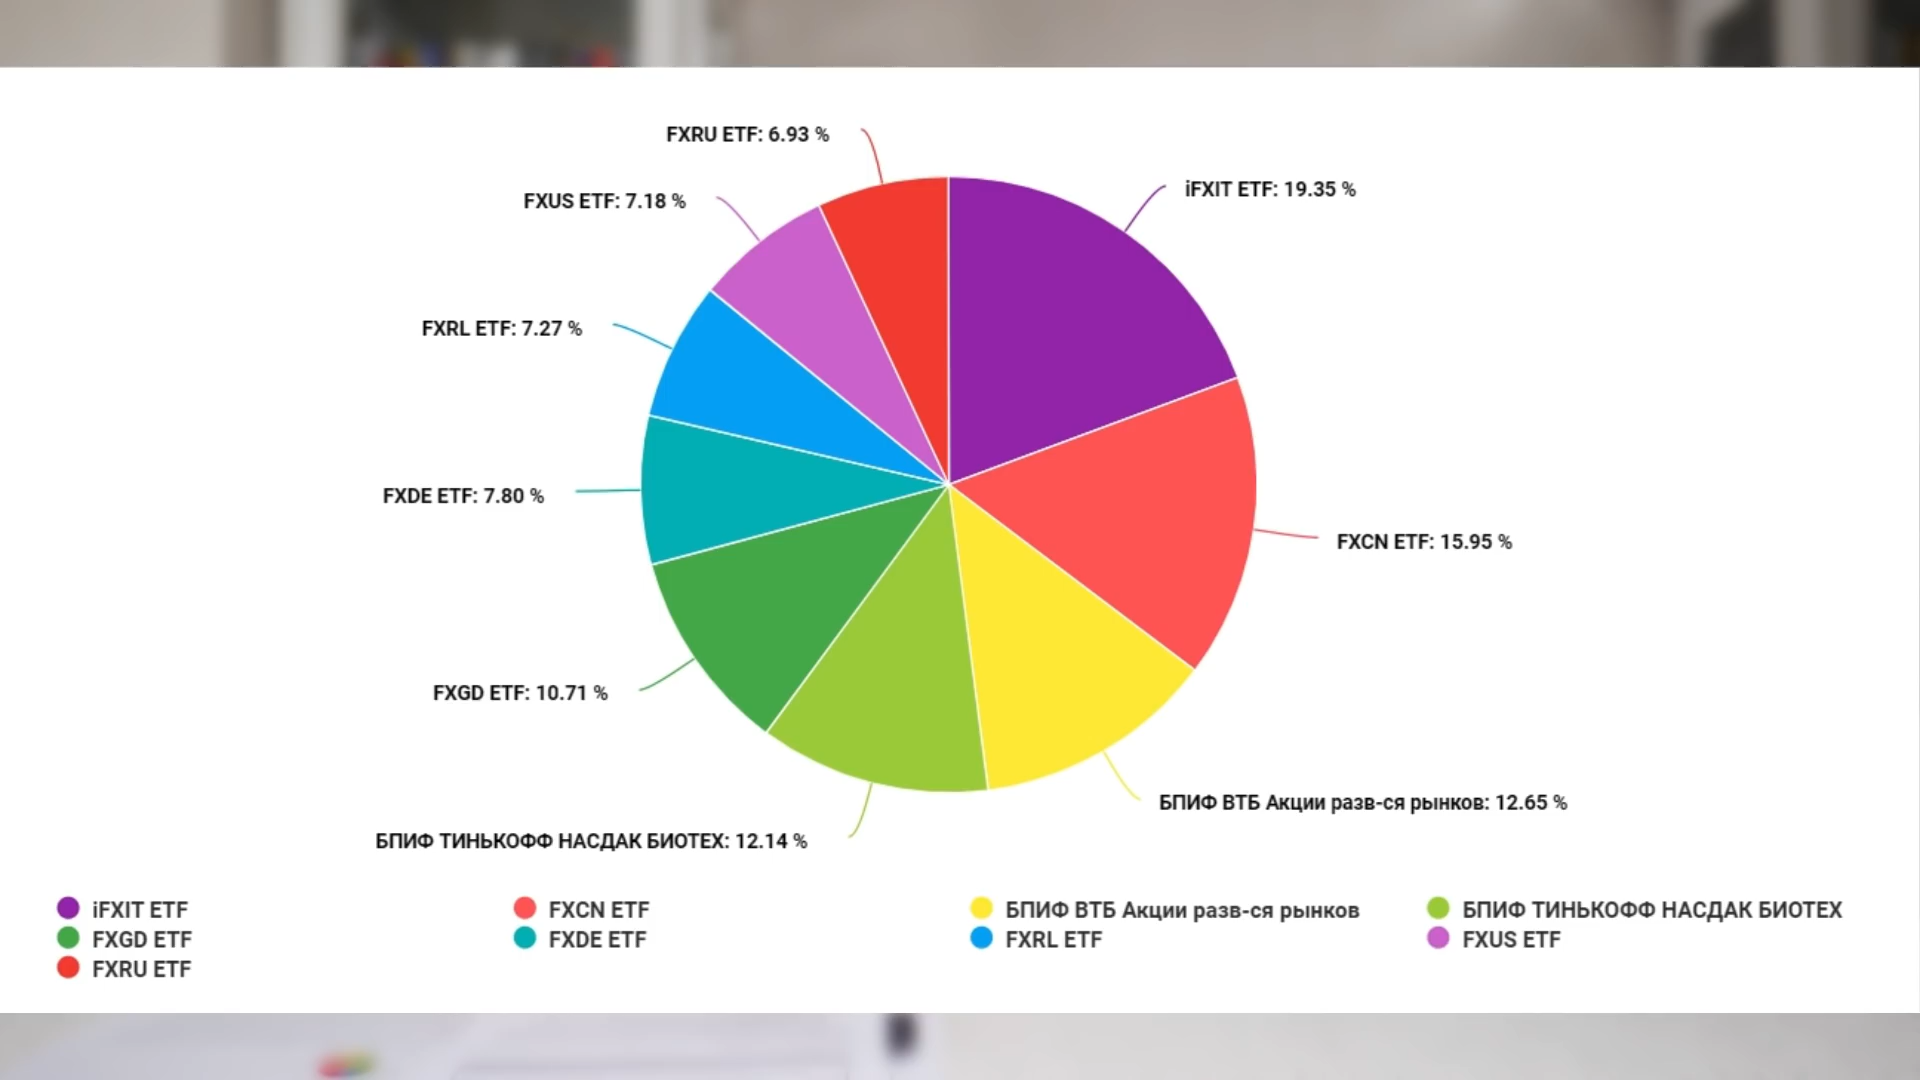 FXRU ETF: 6.93 %
iFXIT ETF: 19.35 %
FXUS ETF: 7.18 %
FXRL ETF: 7.27 %
FXDE ETF: 7.80 %
FXCN ETF: 15.95 %
FXGD ETF: 10.71 %
БПИФ ВТБ Акции разв-ся рынков: 12.65 %
БПИФ ТИНЬКОФФ НАСДАК БИОТЕХ: 12.14 %
iFXIT ETF
FXCN ETF
БПИФ ВТБ Акции разв-ся рынков
БПИФ ТИНЬКОФФ НАСДАК БИОТЕХ
FXGD ETF
FXDE ETF
FXRL ETF
FXUS ETF
FXRU ETF